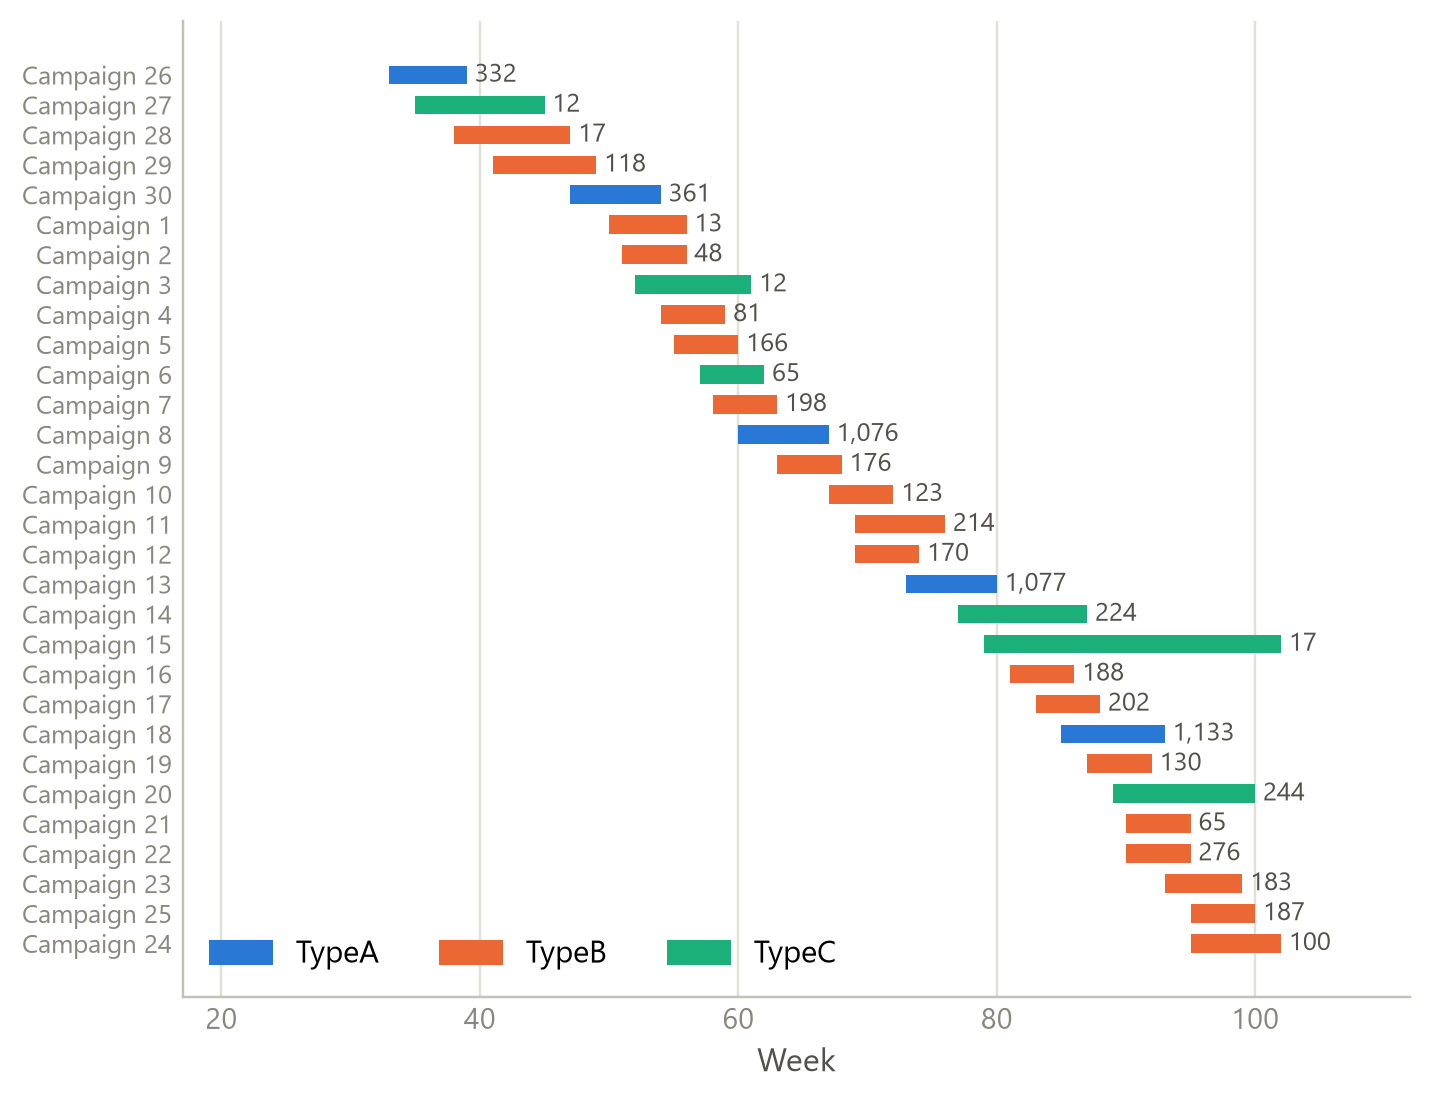 Campaign 26 332
Campaign 27 12
Campaign 28 17
Campaign 29 118
Campaign 30 361
Campaign 1 13
Campaign 2 48
Campaign 3 12
Campaign 4 81
Campaign 5 166
Campaign 6 65
Campaign 7 198
Campaign 8 1,076
Campaign 9 176
Campaign 10 123
Campaign 11 214
Campaign 12 170
Campaign 13 1,077
Campaign 14 224
Campaign 15 17
Campaign 16 188
Campaign 17 202
Campaign 18 1,133
Campaign 19 130
Campaign 20 244
Campaign 21 65
Campaign 22 276
Campaign 23 183
Campaign 25 187
Campaign 24 100
TypeA TypeB TypeC
20 40 60 80 100
Week